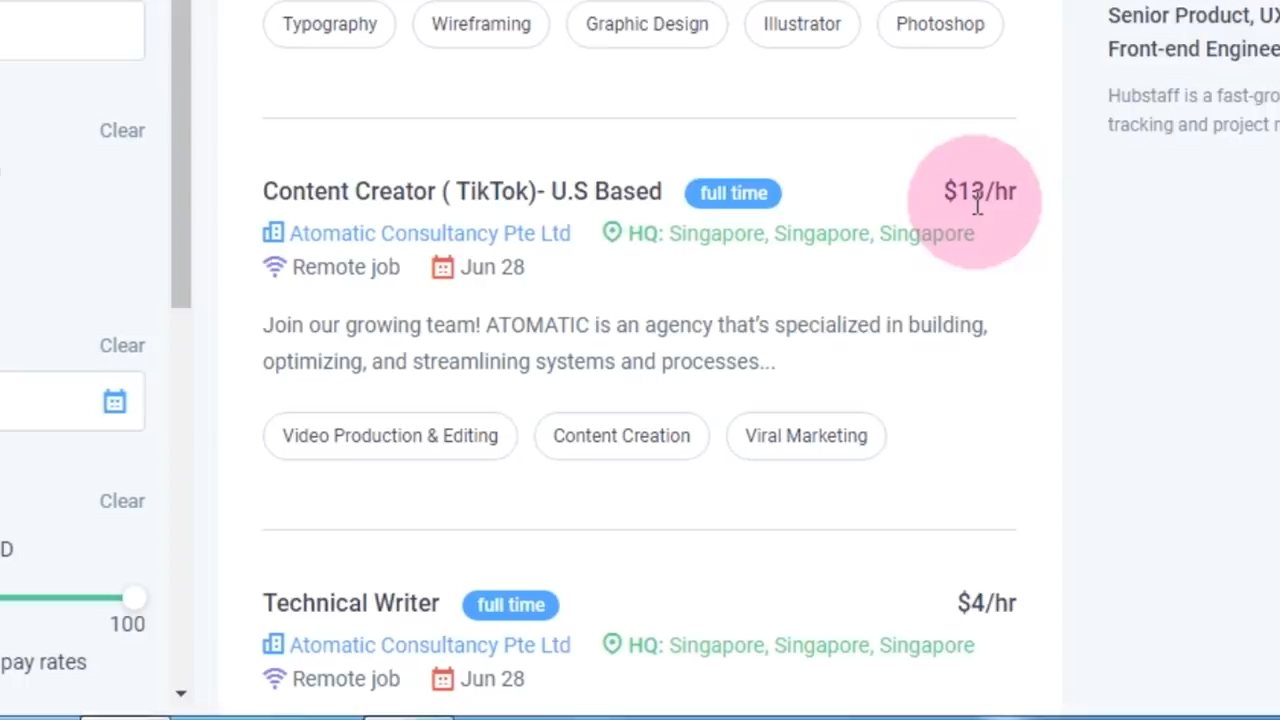 Typography Wireframing Graphic Design Illustrator Photoshop
Senior Product, UX
Front-end Enginee
Hubstaff is a fast-gro
tracking and project
Clear
Content Creator ( TikTok)- U.S Based full time $13/hr
Atomatic Consultancy Pte Ltd HQ: Singapore, Singapore, Singapore
Remote job Jun 28
Join our growing team! ATOMATIC is an agency that's specialized in building,
optimizing, and streamlining systems and processes...
Clear
Video Production & Editing Content Creation Viral Marketing
Clear
D
100
pay rates
Technical Writer full time $4/hr
Atomatic Consultancy Pte Ltd HQ: Singapore, Singapore, Singapore
Remote job Jun 28